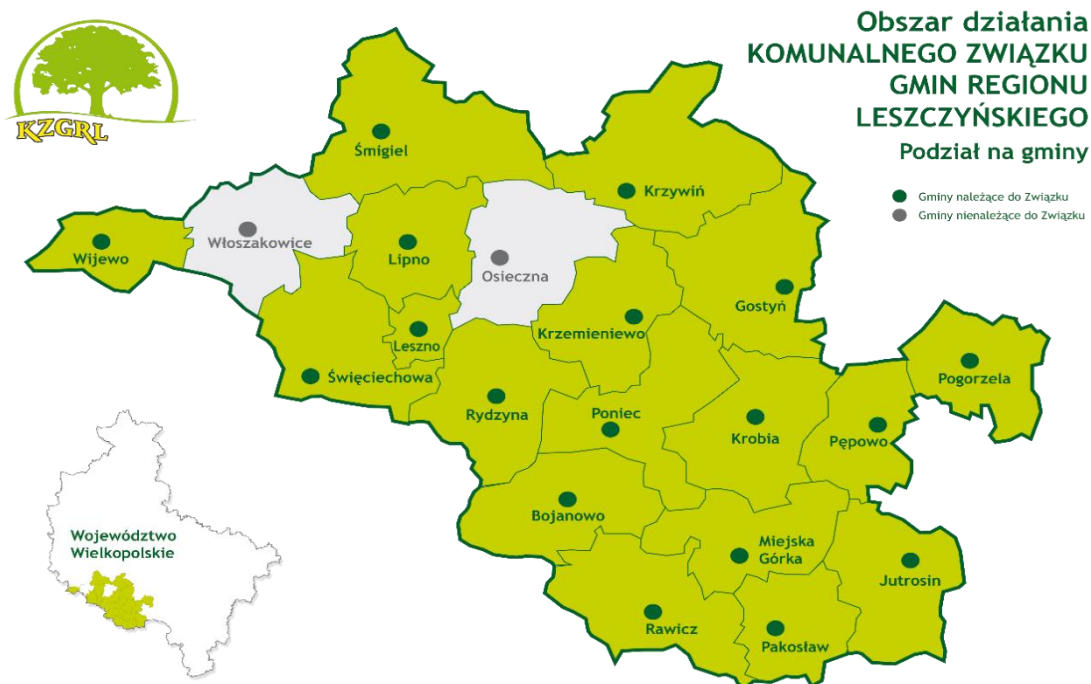 Obszar działania
KOMUNALNEGO ZWIĄZKU
GMIN REGIONU
LESZCZYŃSKIEGO
Podział na gminy
Gminy należące do Związku
Gminy nienależące do Związku
KZGRL
Śmigiel
Krzywiń
Włoszakowice
Wijewo
Lipno
Osieczna
Gostyń
Krzemieniewo
Leszno
Święciechowa
Pogorzela
Rydzyna
Poniec
Krobia
Pępowo
Bojanowo
Miejska
Górka
Jutrosin
Rawicz
Pakosław
Województwo
Wielkopolskie